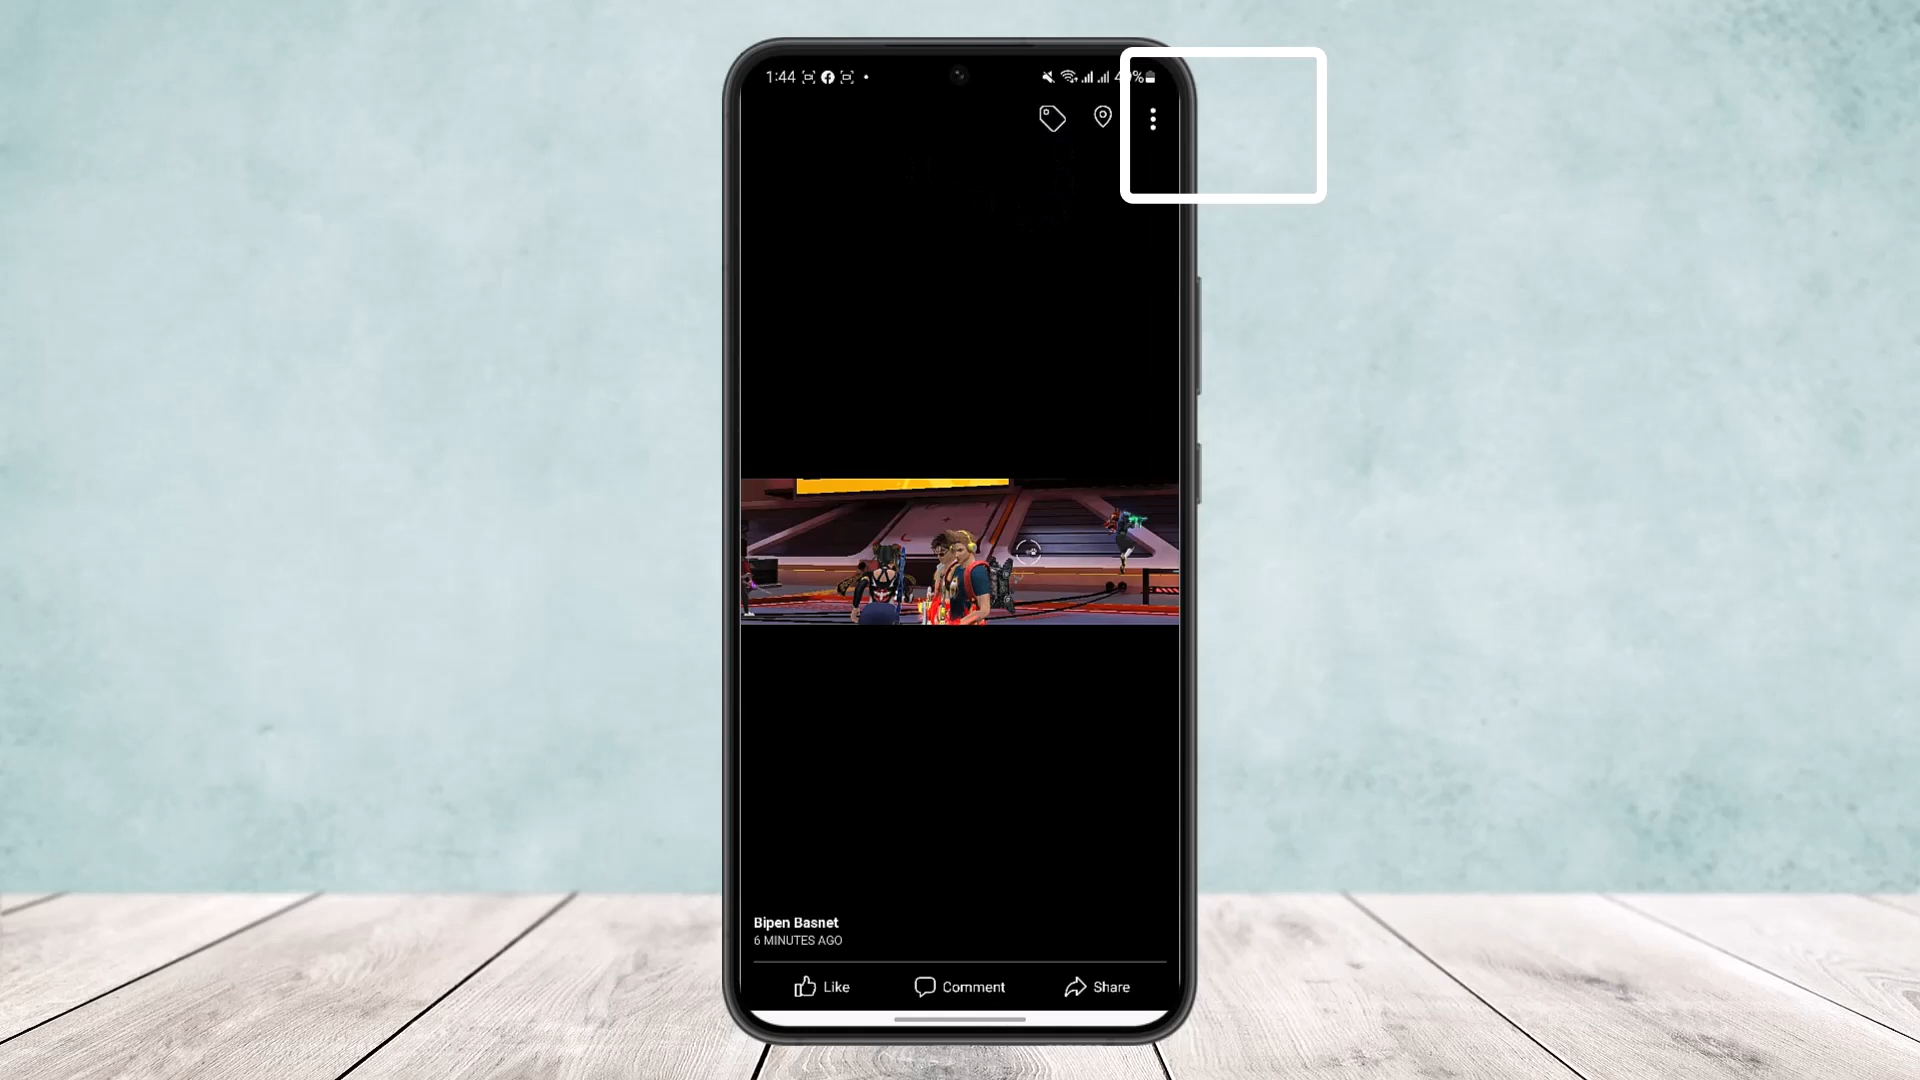 1:44
Bipen Basnet
6 MINUTES AGO
Like
Comment
Share